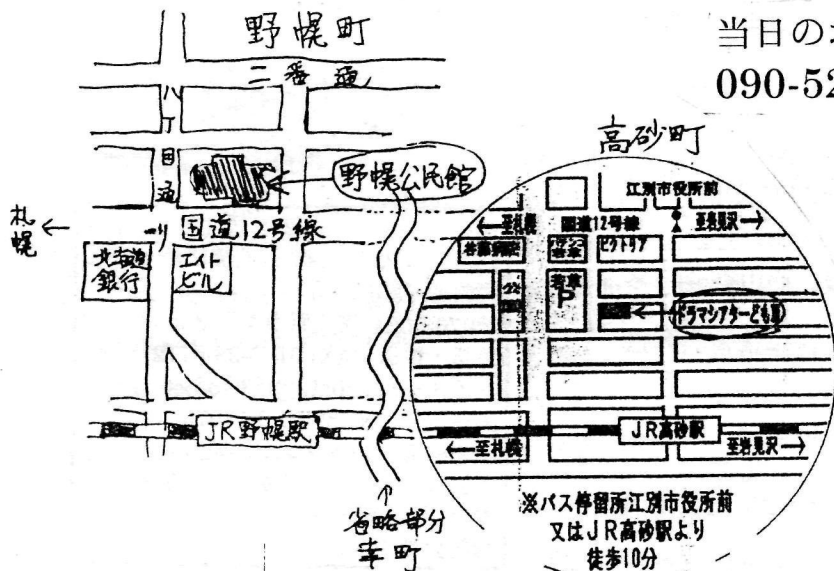 当日の
090-52
野幌町
二番通
八丁目通り
野幌公民館
札幌
←
国道12号線
北海道
銀行
エイト
ビル
JR野幌駅
↑
省略部分
幸町
高砂町
江別市役所前
←至札幌
国道12号線
至岩見沢→
ビクトリア
若草
P
公
ドラマシアターども
JR高砂駅
←至札幌
至岩見沢→
※バス停留所江別市役所前
又はJR高砂駅より
徒歩10分